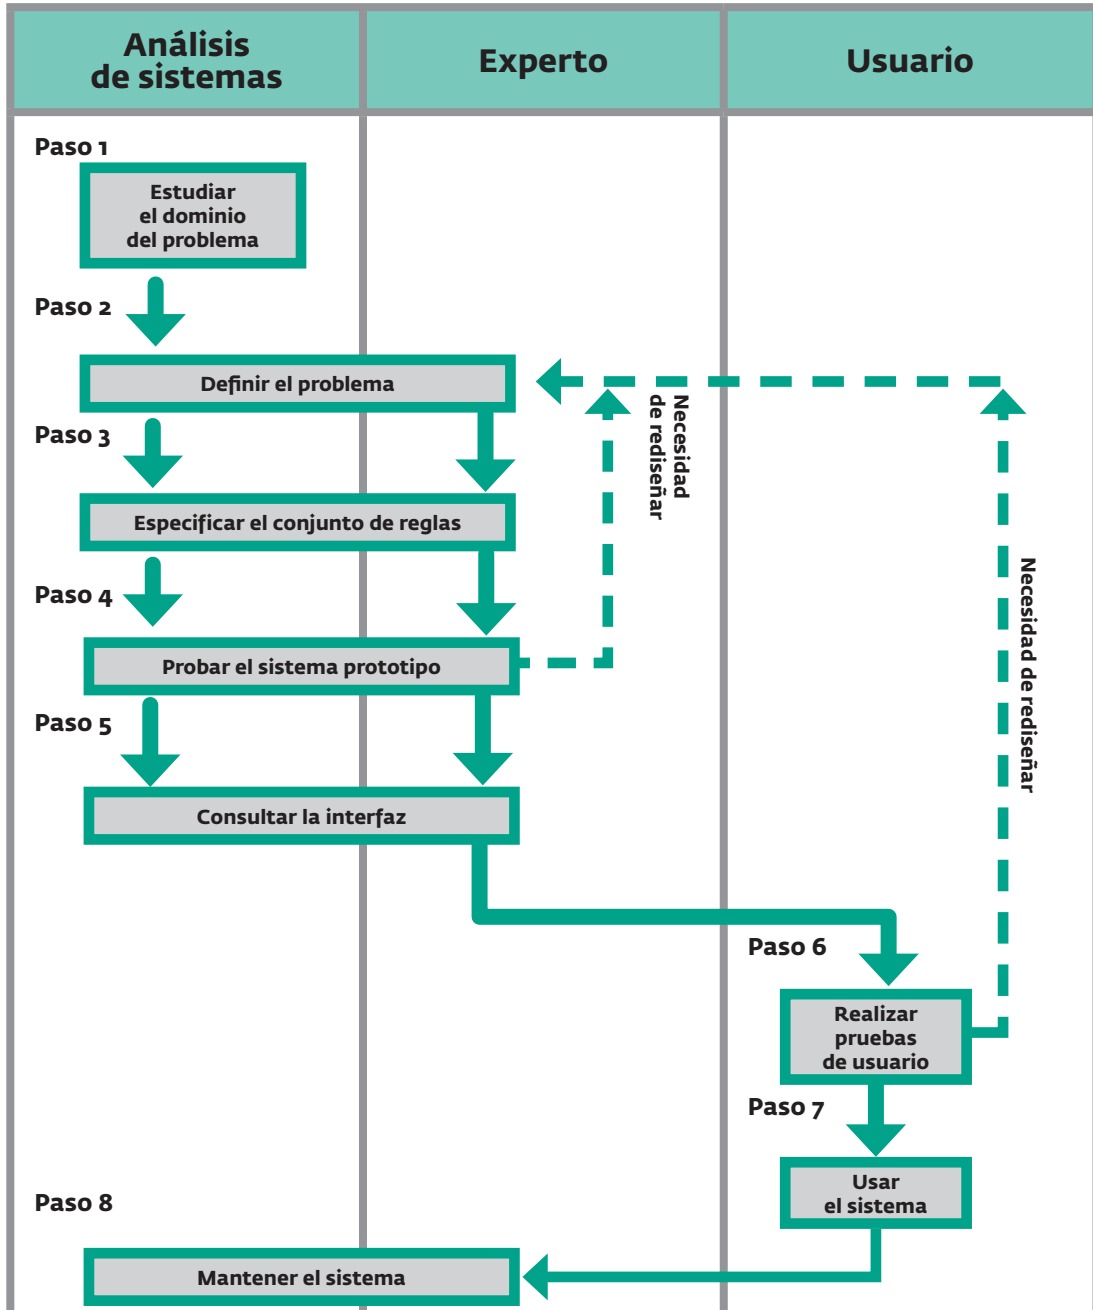 Análisis
de sistemas
Experto
Usuario
Paso 1
Estudiar
el dominio
del problema
Paso 2
Definir el problema
Necesidad
de rediseñar
Paso 3
Especificar el conjunto de reglas
Paso 4
Necesidad de rediseñar
Probar el sistema prototipo
Paso 5
Consultar la interfaz
Paso 6
Realizar
pruebas
de usuario
Paso 7
Usar
el sistema
Paso 8
Mantener el sistema